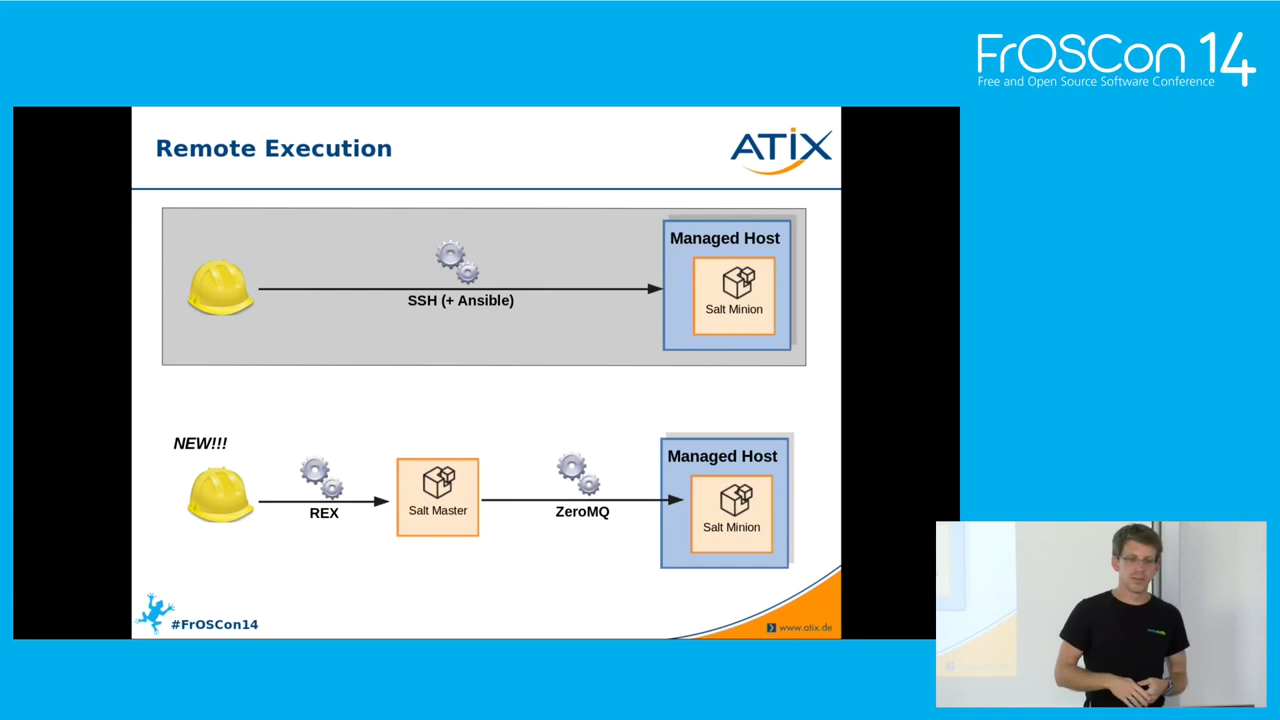 FrOSCon 14
Free and Open Source Software Conference
Remote Execution
ATIX
Managed Host
SSH (+ Ansible)
Salt Minion
NEW!!!
Managed Host
REX
Salt Master
ZeroMQ
Salt Minion
#FrOSCon14
www.atix.de